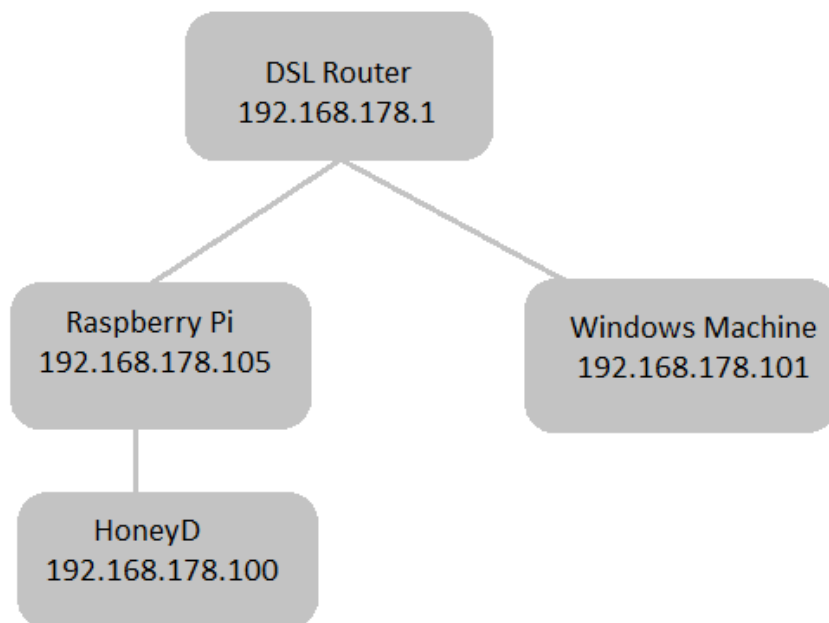 DSL Router
192.168.178.1
Raspberry Pi
192.168.178.105
Windows Machine
192.168.178.101
HoneyD
192.168.178.100